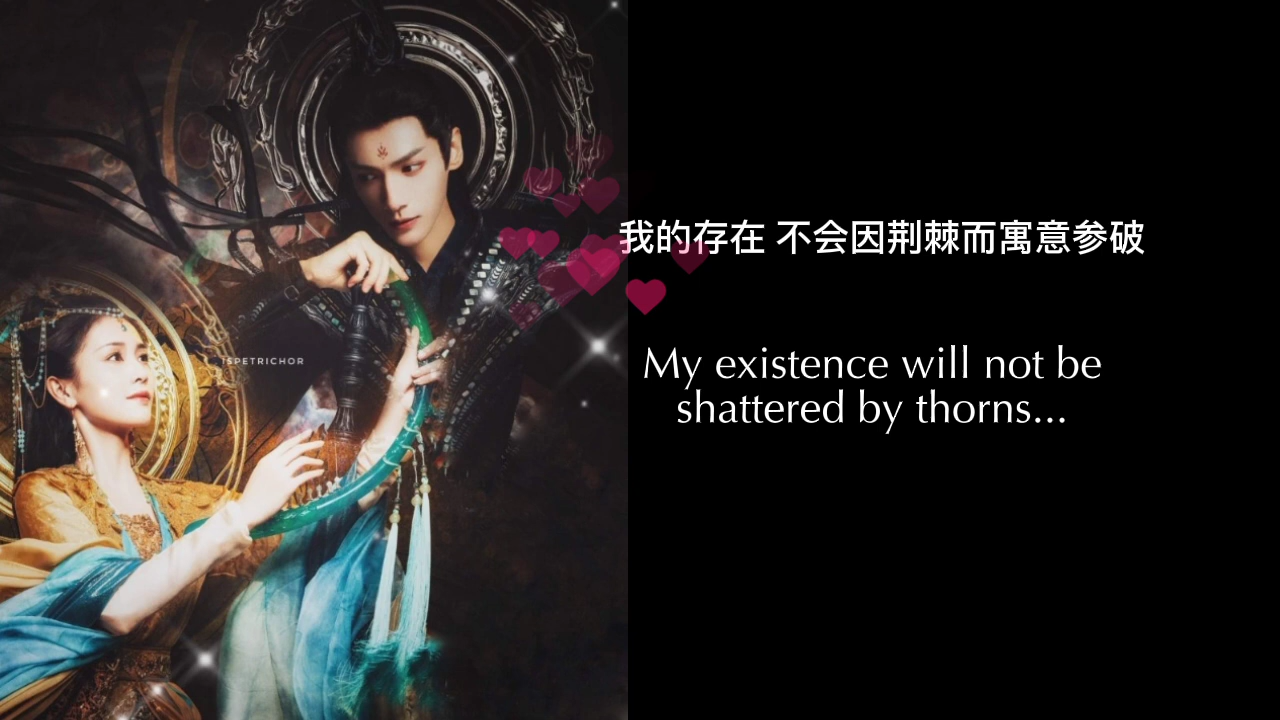 ISPETRICHOR
我的存在 不会因荆棘而寓意参破
My existence will not be
shattered by thorns...